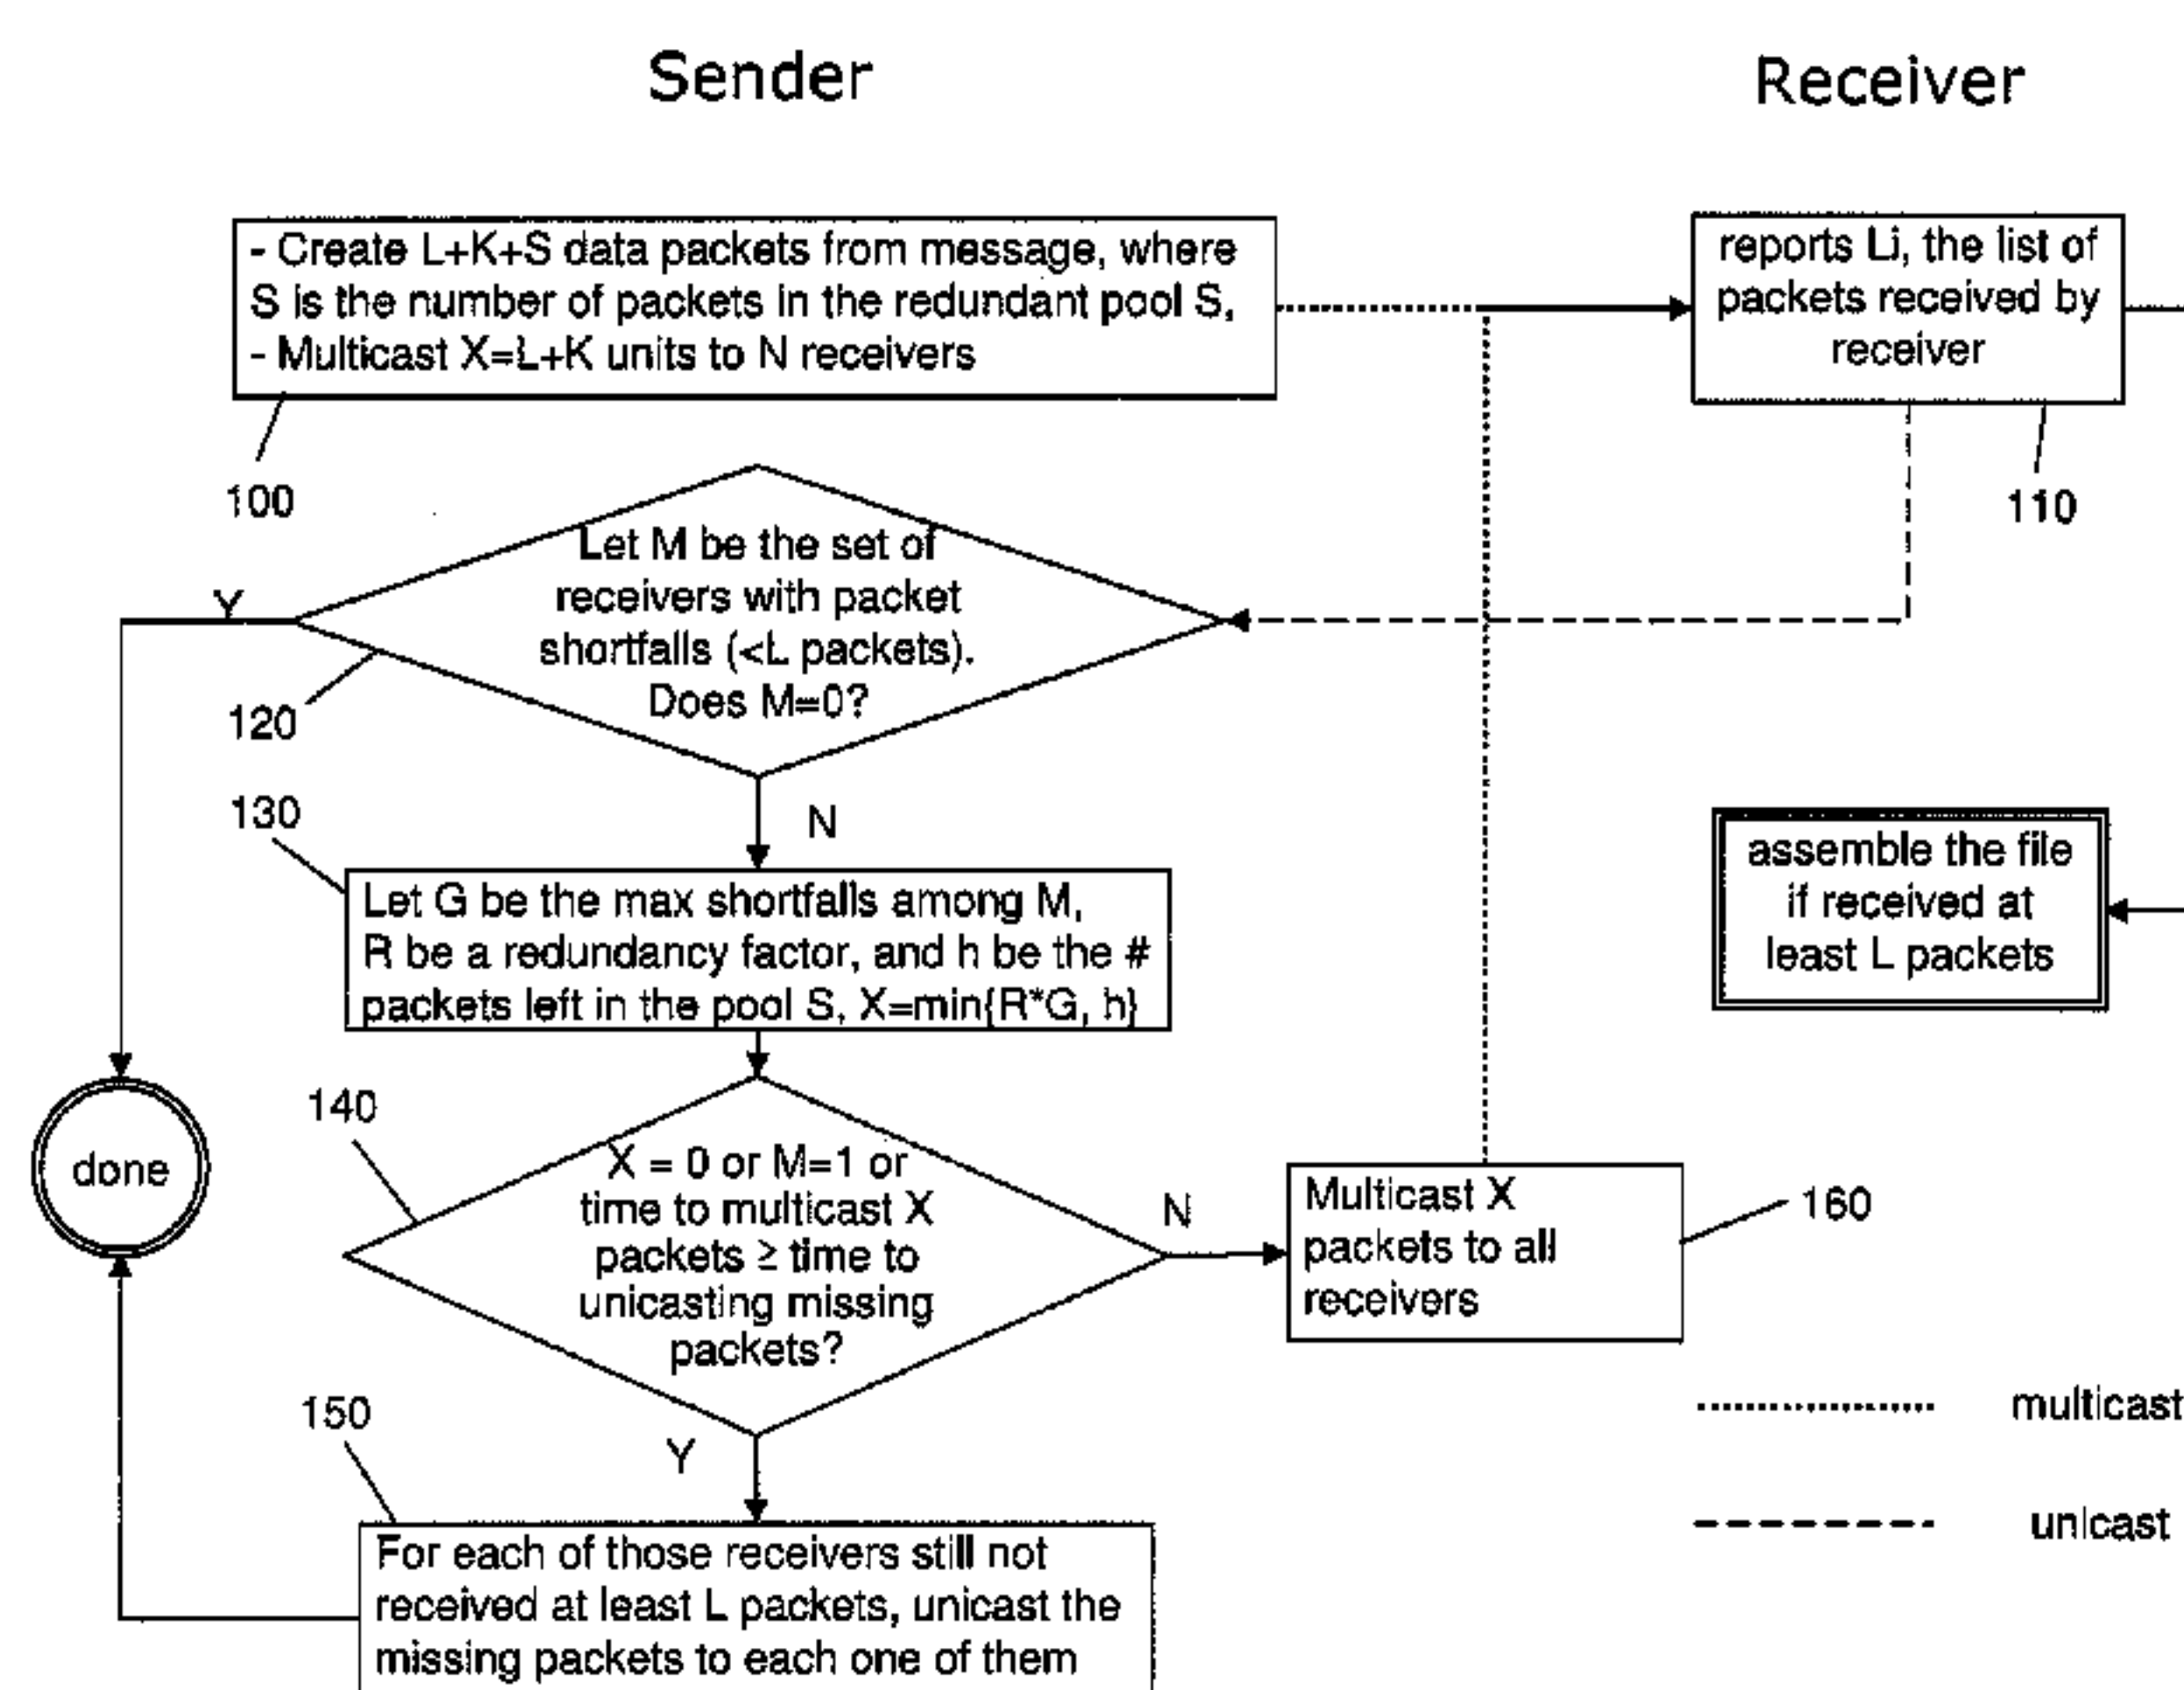 Sender
Receiver
- Create L+K+S data packets from message, where
S is the number of packets in the redundant pool S,
- Multicast X=L+K units to N receivers
100
reports Li, the list of
packets received by
receiver
110
Let M be the set of
receivers with packet
shortfalls (<L packets).
Does M=0?
Y
120
N
130
Let G be the max shortfalls among M,
R be a redundancy factor, and h be the #
packets left in the pool S, X=min{R*G, h}
assemble the file
if received at
least L packets
done
140
X = 0 or M=1 or
time to multicast X
packets ≥ time to
unicasting missing
packets?
N
Multicast X
packets to all
receivers
160
Y
150
For each of those receivers still not
received at least L packets, unicast the
missing packets to each one of them
multicast
unicast